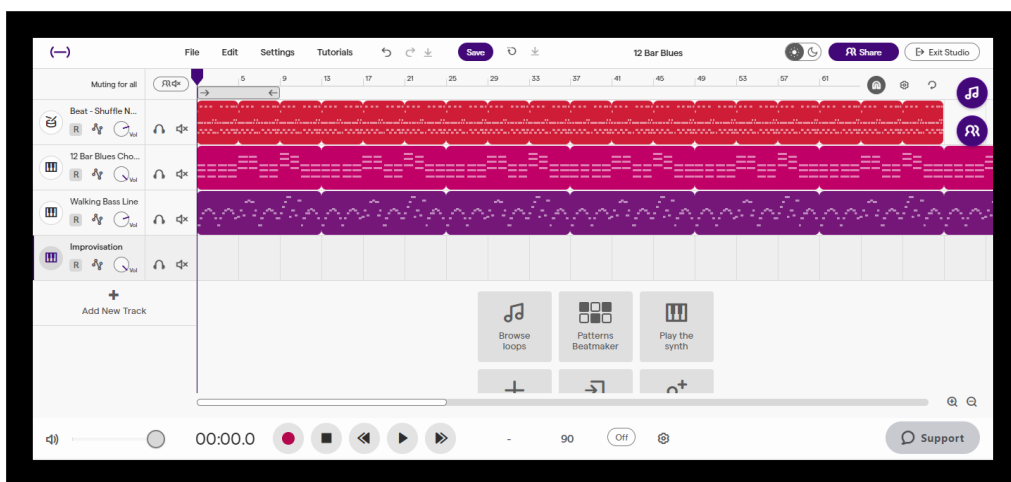 (—) File Edit Settings Tutorials Save 12 Bar Blues Share Exit Studio
Muting for all 5 9 13 17 21 25 29 33 37 41 45 49 53 57 61
Beat - Shuffle N...
R Vol
12 Bar Blues Cho...
R Vol
Walking Bass Line
R Vol
Improvisation
R Vol
Add New Track
Browse loops
Patterns Beatmaker
Play the synth
00:00.0 - 90 Off Support